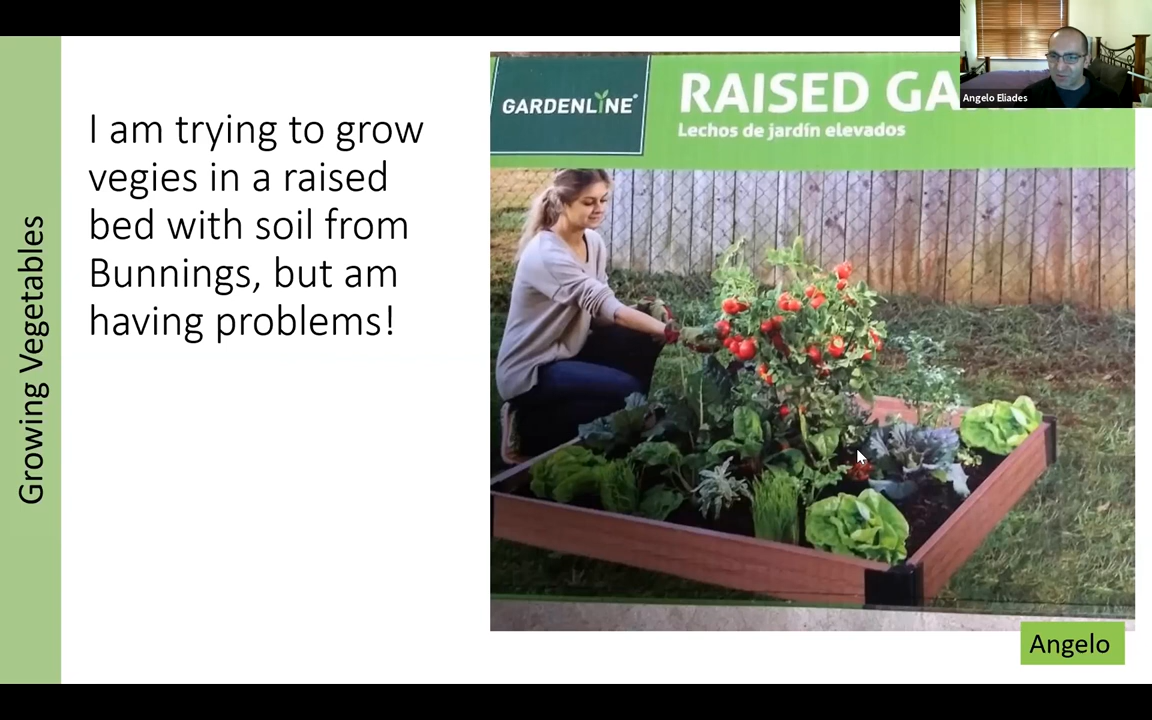 Growing Vegetables
I am trying to grow
vegies in a raised
bed with soil from
Bunnings, but am
having problems!
GARDENLINE
RAISED GA
Lechos de jardín elevados
Angelo Eliades
Angelo